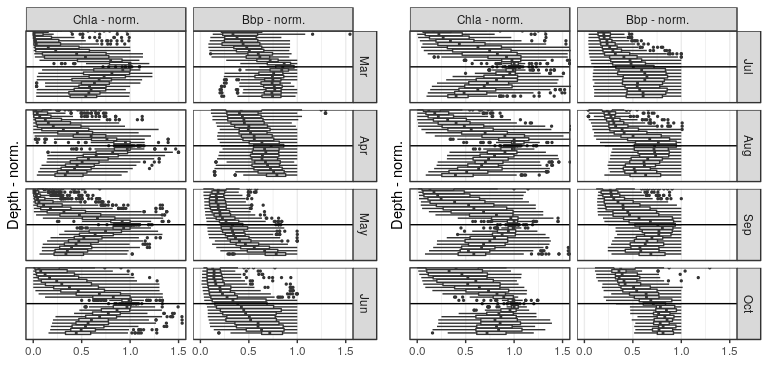 Chla - norm. Bbp - norm. Chla - norm. Bbp - norm.
Mar Jul
Apr Aug
Depth - norm. Depth - norm.
May Sep
Jun Oct
0.0 0.5 1.0 1.5 0.0 0.5 1.0 1.5 0.0 0.5 1.0 1.5 0.0 0.5 1.0 1.5